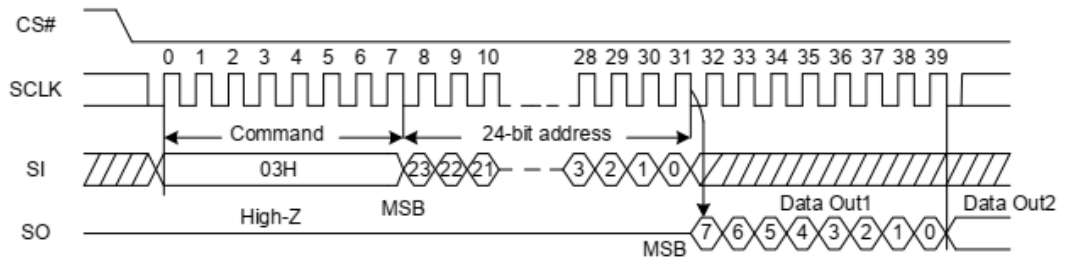 CS#
0 1 2 3 4 5 6 7 8 9 10 28 29 30 31 32 33 34 35 36 37 38 39
SCLK
Command 24-bit address
SI 03H 23 22 21 3 2 1 0
High-Z MSB Data Out1 Data Out2
SO 7 6 5 4 3 2 1 0
MSB